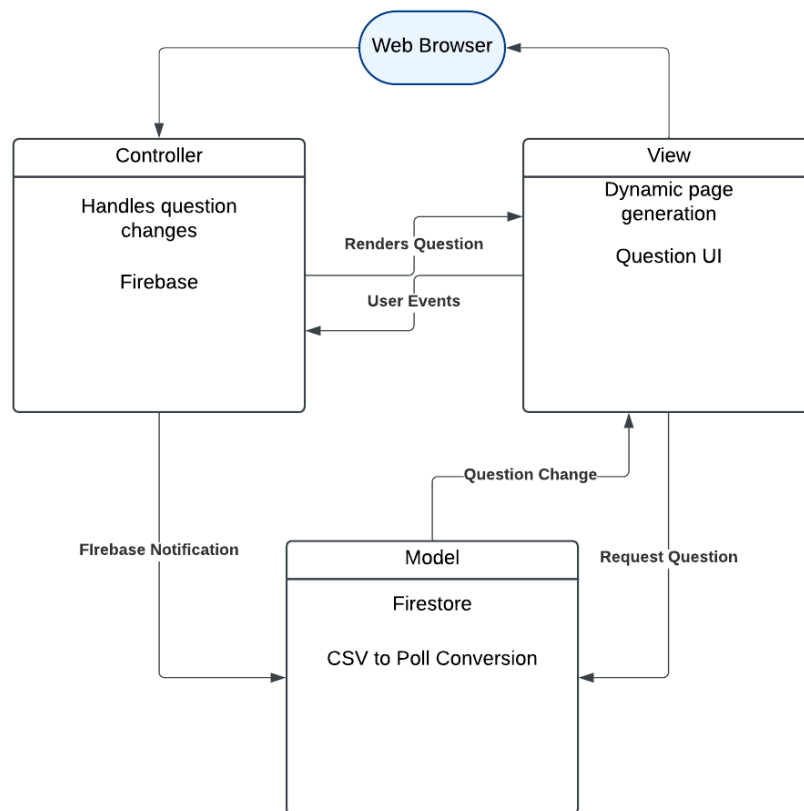 Web Browser
Controller
View
Handles question
changes
Firebase
Dynamic page
generation
Question UI
Renders Question
User Events
Question Change
FIrebase Notification
Request Question
Model
Firestore
CSV to Poll Conversion